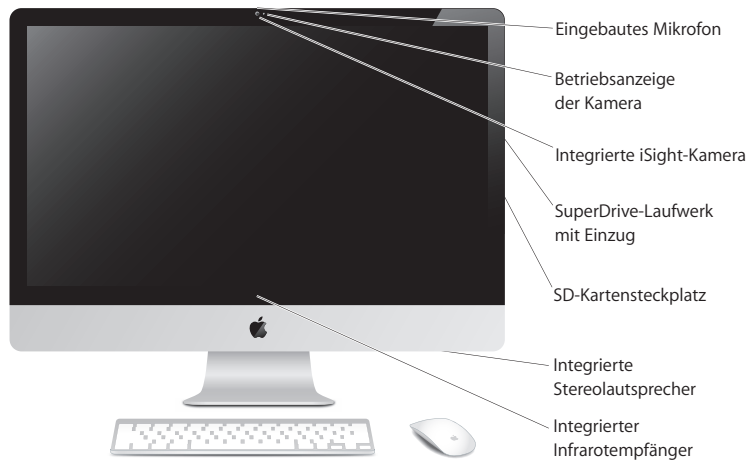 Eingebautes Mikrofon
Betriebsanzeige
der Kamera
Integrierte iSight-Kamera
SuperDrive-Laufwerk
mit Einzug
SD-Kartensteckplatz
Integrierte
Stereolautsprecher
Integrierter
Infrarotempfänger